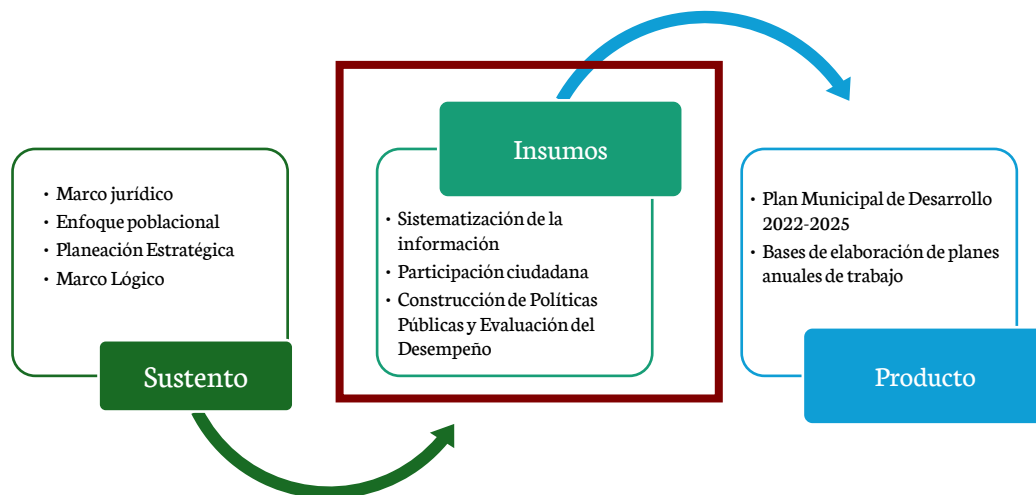 • Marco jurídico
• Enfoque poblacional
• Planeación Estratégica
• Marco Lógico
Sustento
Insumos
• Sistematización de la
información
• Participación ciudadana
• Construcción de Políticas
Públicas y Evaluación del
Desempeño
• Plan Municipal de Desarrollo
2022-2025
• Bases de elaboración de planes
anuales de trabajo
Producto